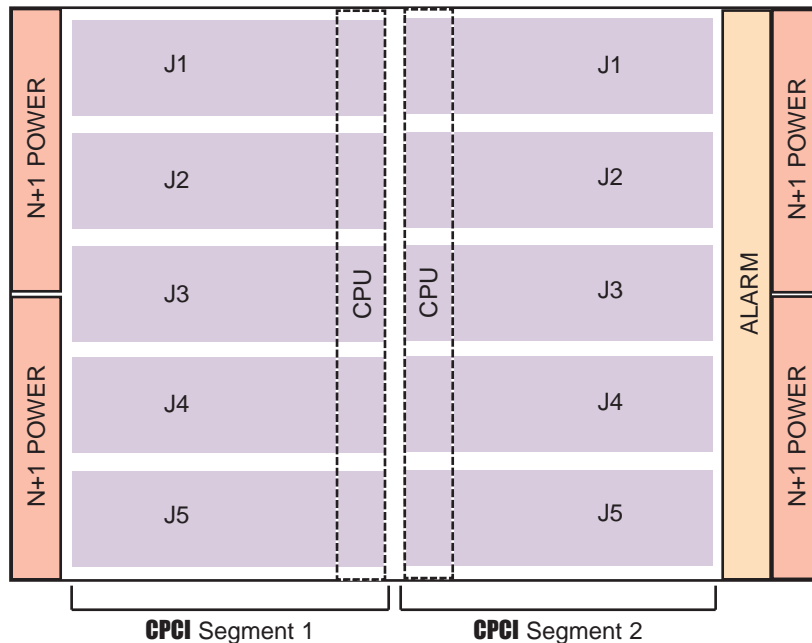 N+1 POWER
N+1 POWER
J1
J2
J3
J4
J5
CPU
CPU
J1
J2
J3
J4
J5
ALARM
N+1 POWER
N+1 POWER
CPCI Segment 1
CPCI Segment 2